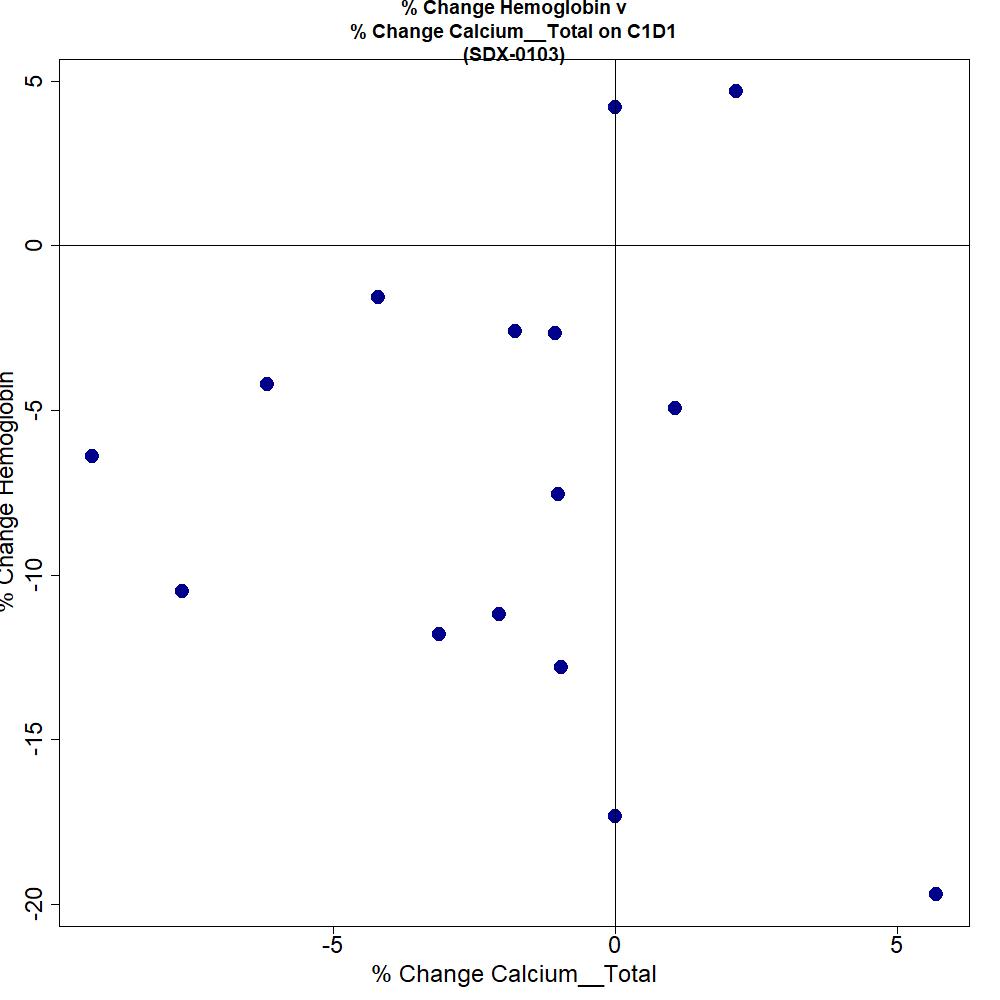 % Change Hemoglobin v
% Change Calcium__Total on C1D1
(SDX-0103)
5
0
-5
-10
-15
-20
% Change Hemoglobin
-5
0
5
% Change Calcium__Total